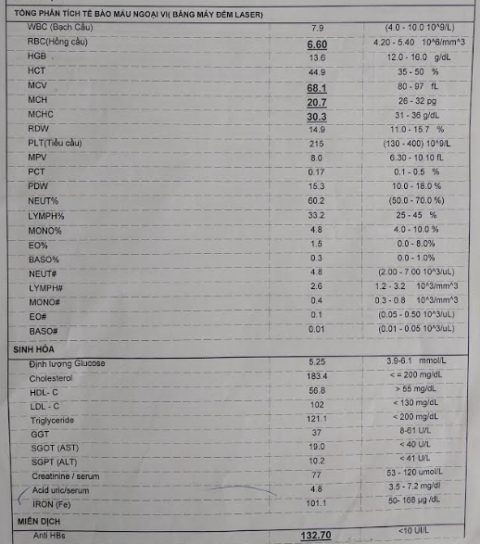 TỔNG PHÂN TÍCH TẾ BÀO MÁU NGOẠI VI( BẰNG MÁY ĐẾM LASER)
WBC (Bạch Cầu) 7.9 (4.0 - 10.0 10^9/L)
RBC(Hồng cầu) 6.60 4.20 - 5.40 10^6/mm^3
HGB 13.6 12.0 - 16.0 g/dL
HCT 44.9 35 - 50 %
MCV 68.1 80 - 97 fL
MCH 20.7 26 - 32 pg
MCHC 30.3 31 - 36 g/dL
RDW 14.9 11.0 - 15.7 %
PLT(Tiểu cầu) 215 (130 - 400) 10^9/L
MPV 8.0 6.30 - 10.10 fL
PCT 0.17 0.1 - 0.5 %
PDW 15.3 10.0 - 18.0 %
NEUT% 60.2 (50.0 - 70.0 %)
LYMPH% 33.2 25 - 45 %
MONO% 4.8 4.0 - 10.0 %
EO% 1.5 0.0 - 8.0%
BASO% 0.3 0.0 - 1.0%
NEUT# 4.8 (2.00 - 7.00 10^3/uL)
LYMPH# 2.6 1.2 - 3.2 10^3/mm^3
MONO# 0.4 0.3 - 0.8 10^3/mm^3
EO# 0.1 (0.05 - 0.50 10^3/uL)
BASO# 0.01 (0.01 - 0.05 10^3/uL)
SINH HÓA
Định lượng Glucose 5.25 3.9-6.1 mmol/L
Cholesterol 183.4 < = 200 mg/dL
HDL- C 56.8 > 55 mg/dL
LDL - C 102 < 130 mg/dL
Triglyceride 121.1 < 200 mg/dL
GGT 37 8-61 U/L
SGOT (AST) 19.0 < 40 U/L
SGPT (ALT) 10.2 < 41 U/L
Creatinine / serum 77 53 - 120 umol/L
Acid uric/serum 4.8 3.5 - 7.2 mg/dl
IRON (Fe) 101.1 50- 168 µg /dL
MIỄN DỊCH
Anti HBs 132.70 <10 UI/L